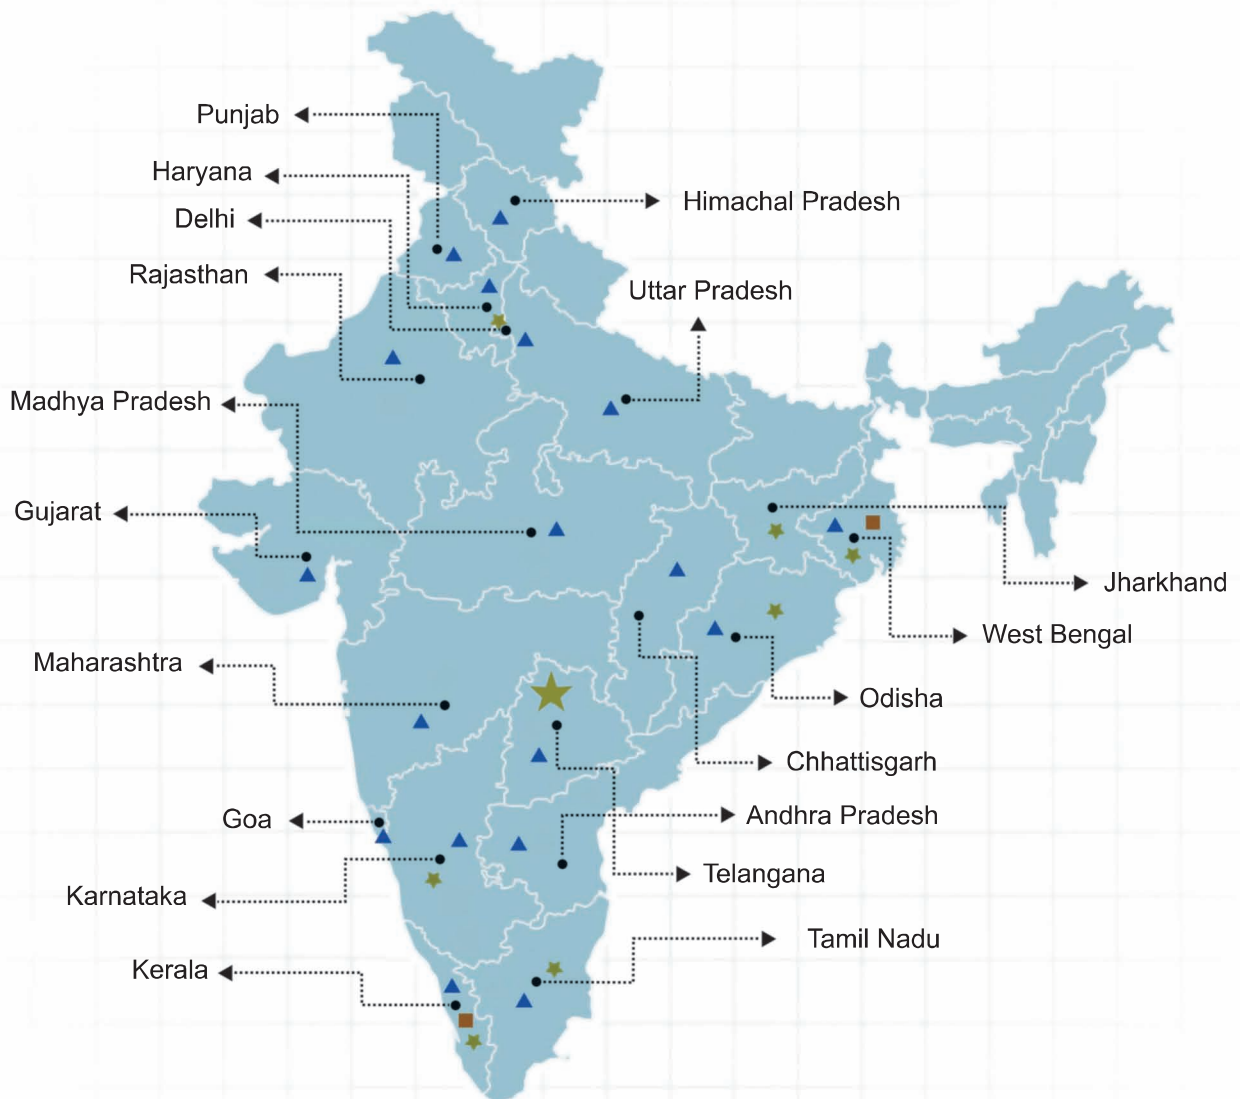 Punjab
Haryana
Delhi
Himachal Pradesh
Rajasthan
Uttar Pradesh
Madhya Pradesh
Gujarat
Jharkhand
West Bengal
Maharashtra
Odisha
Chhattisgarh
Goa
Andhra Pradesh
Telangana
Karnataka
Tamil Nadu
Kerala